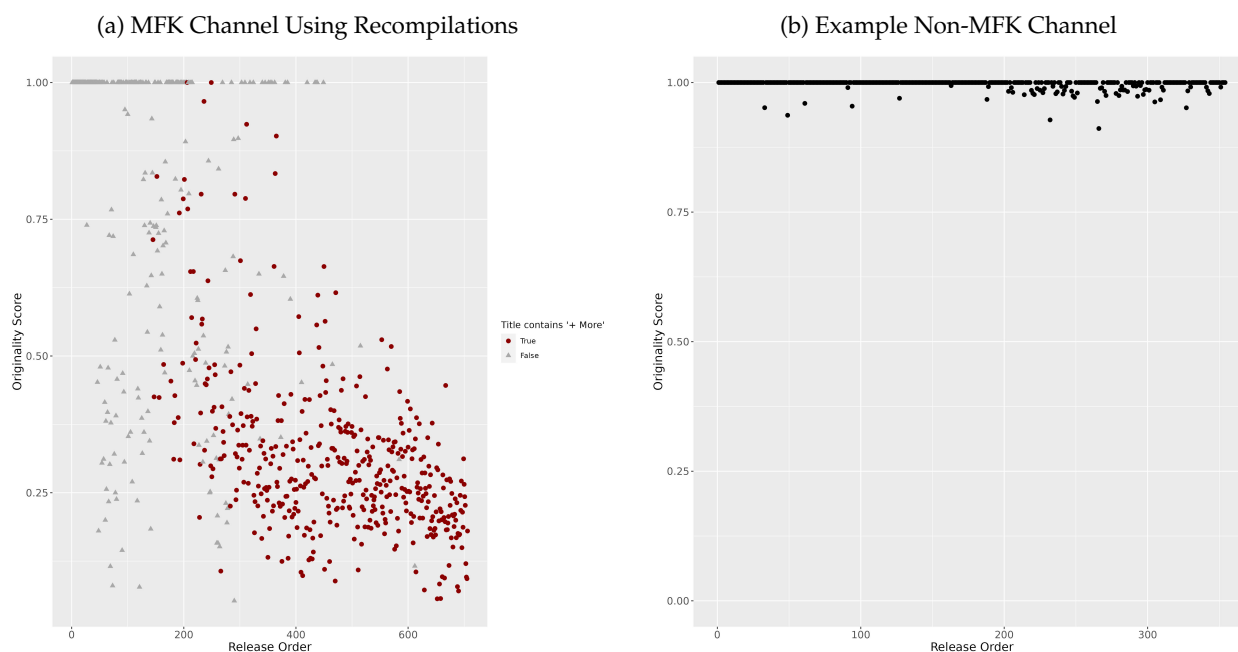 (a) MFK Channel Using Recompilations
1.00
0.75
0.50
0.25
0
200
400
600
Originality Score
Release Order
Title contains '+ More'
True
False
(b) Example Non-MFK Channel
1.00
0.75
0.50
0.25
0.00
0
100
200
300
Originality Score
Release Order